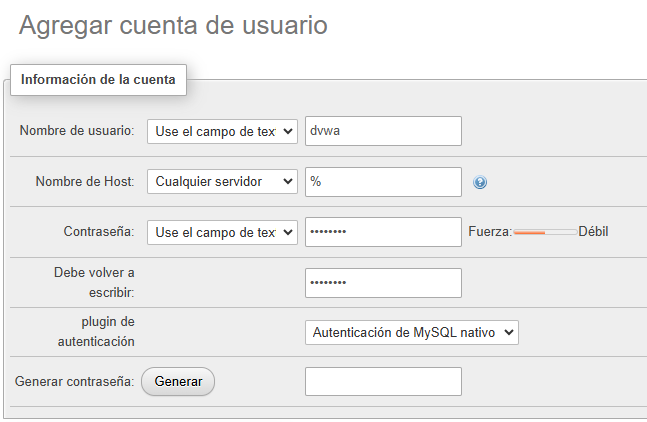 Agregar cuenta de usuario
Información de la cuenta
Nombre de usuario: Use el campo de tex dvwa
Nombre de Host: Cualquier servidor % ?
Contraseña: Use el campo de tex •••••••• Fuerza: Débil
Debe volver a
escribir: ••••••••
plugin de
autenticación Autenticación de MySQL nativo
Generar contraseña: Generar